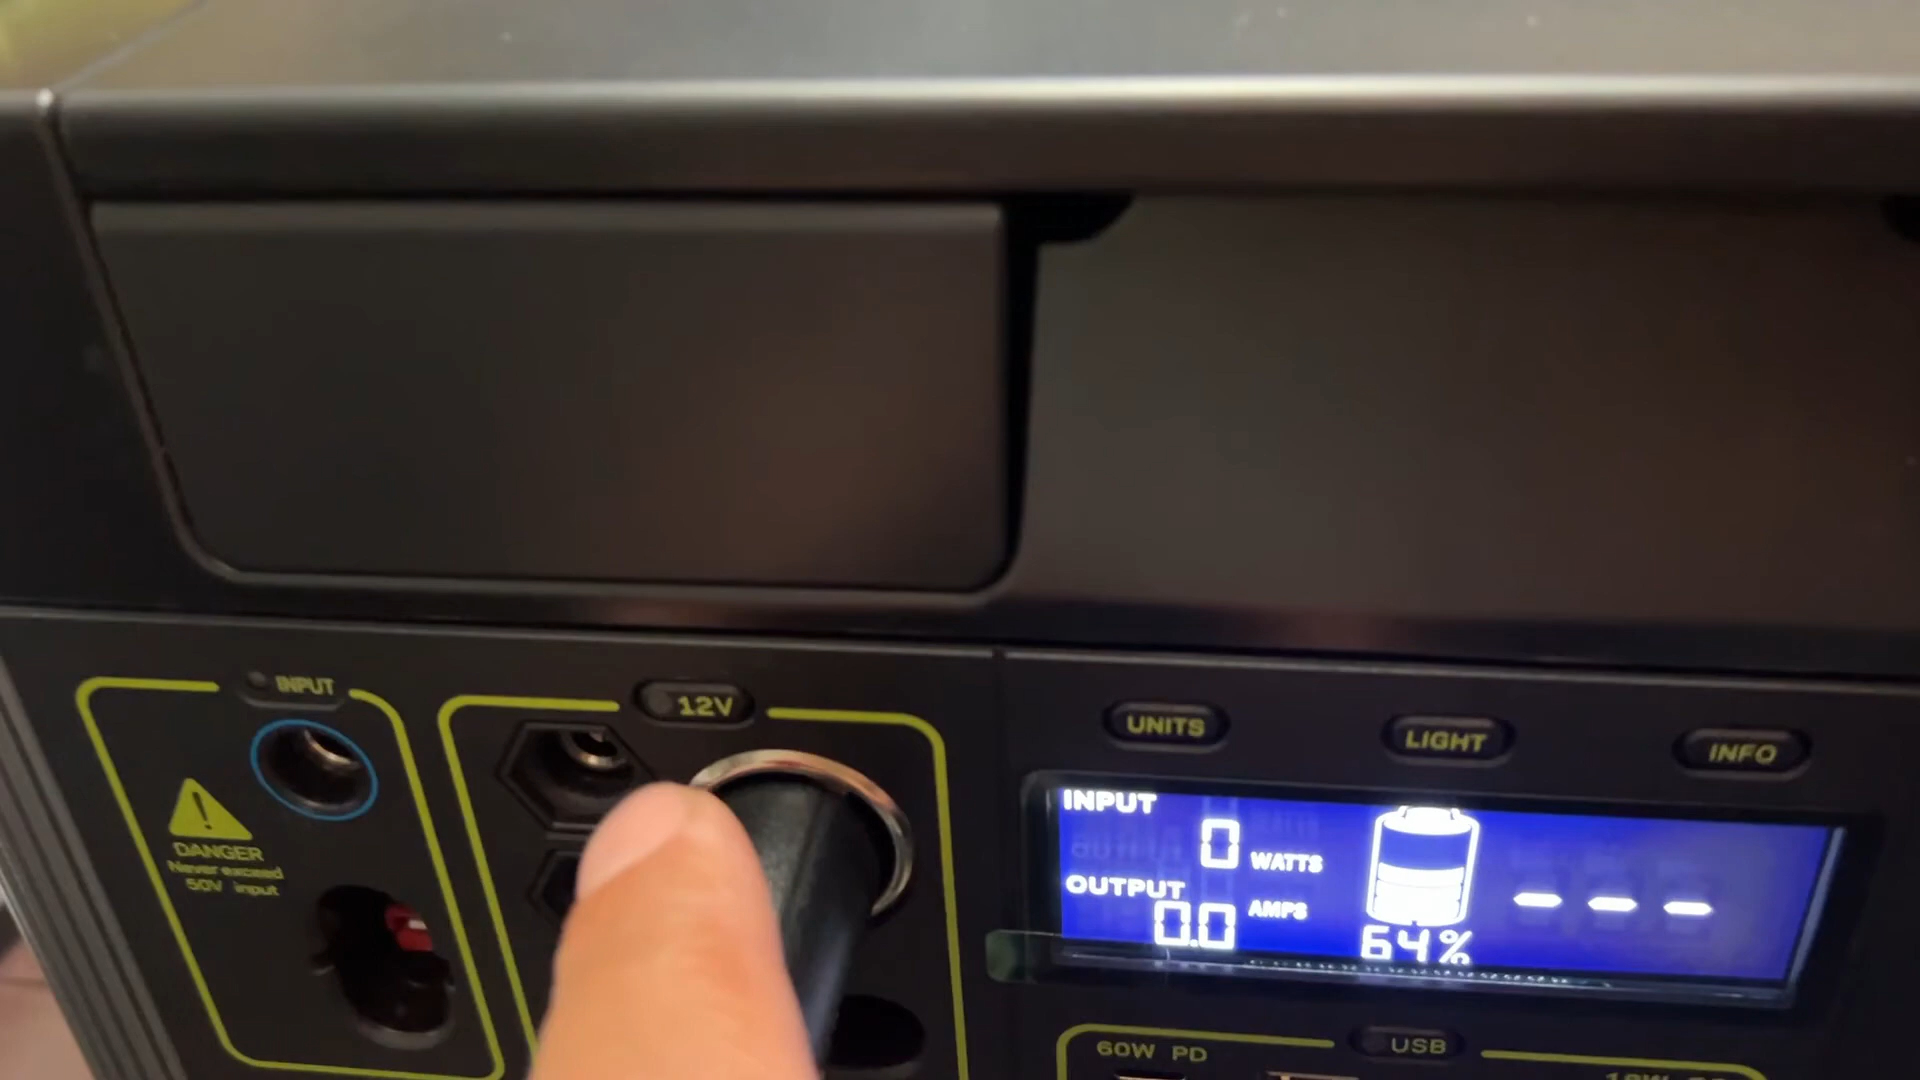 INPUT
12V
UNITS
LIGHT
INFO
DANGER
Never exceed
50V input
INPUT
0 WATTS
OUTPUT
0.0 AMPS
64%
- - -
60W PD
USB